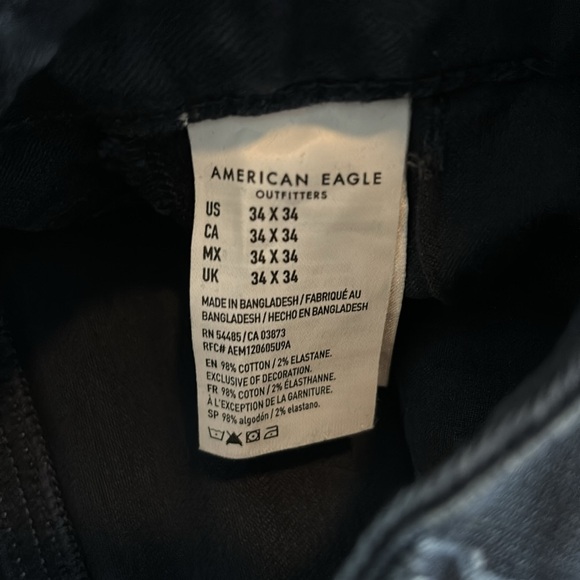 AMERICAN EAGLE
OUTFITTERS
US 34 X 34
CA 34 X 34
MX 34 X 34
UK 34 X 34
MADE IN BANGLADESH / FABRIQUÉ AU
BANGLADESH / HECHO EN BANGLADESH
RN 54485 / CA 03873
RFC# AEM120605U9A
EN 98% COTTON / 2% ELASTANE.
EXCLUSIVE OF DECORATION.
FR 98% COTON / 2% ÉLASTHANNE.
À L'EXCEPTION DE LA GARNITURE.
SP 98% algodón / 2% elastano.